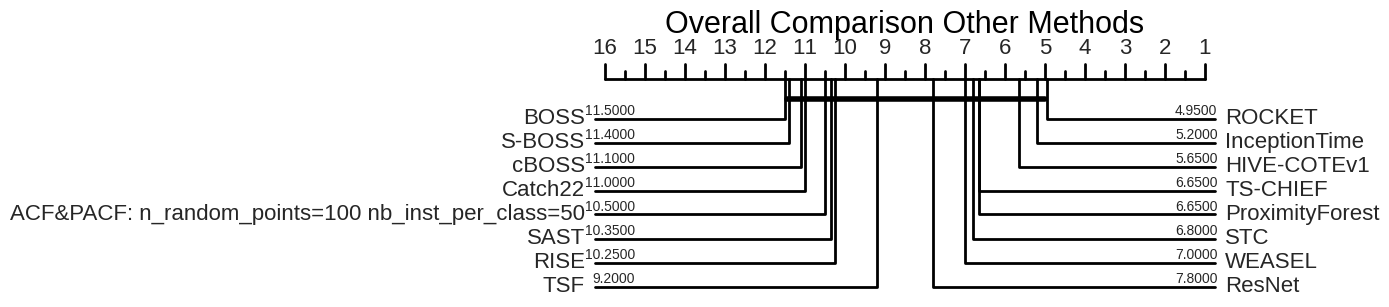 Overall Comparison Other Methods
16 15 14 13 12 11 10 9 8 7 6 5 4 3 2 1
BOSS 11.5000 4.9500 ROCKET
S-BOSS 11.4000 5.2000 InceptionTime
cBOSS 11.1000 5.6500 HIVE-COTEv1
Catch22 11.0000 6.6500 TS-CHIEF
ACF&PACF: n_random_points=100 nb_inst_per_class=50 10.5000 6.6500 ProximityForest
SAST 10.3500 6.8000 STC
RISE 10.2500 7.0000 WEASEL
TSF 9.2000 7.8000 ResNet